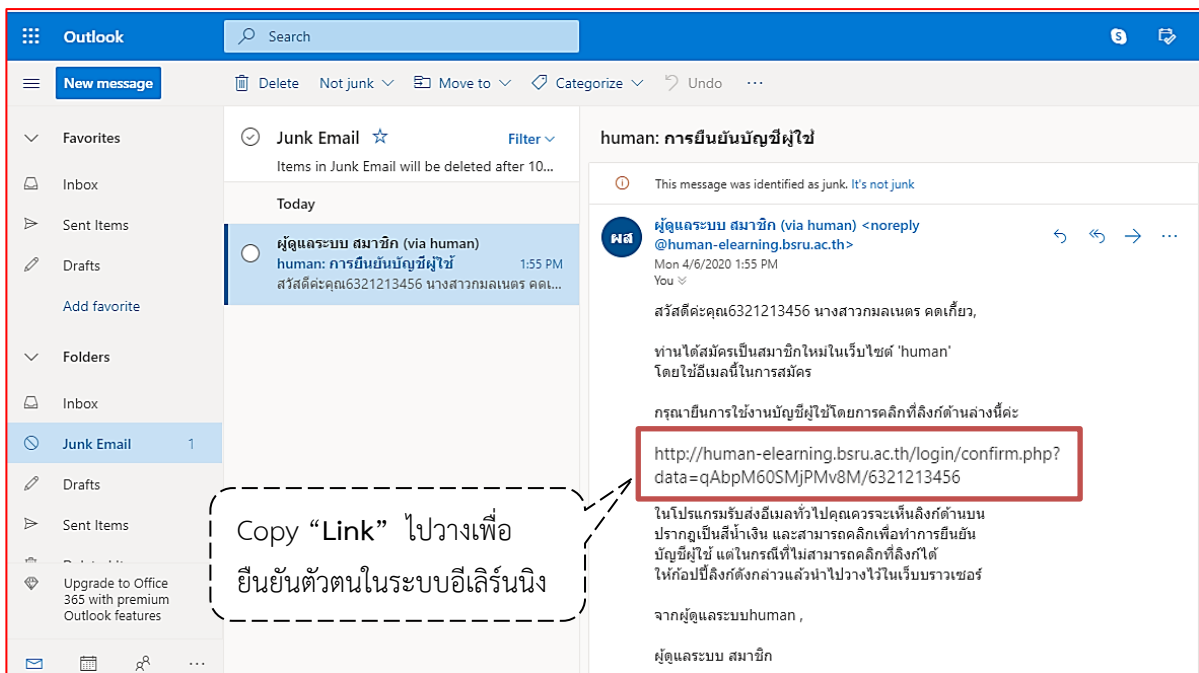 Outlook
Search
New message
Delete
Not junk
Move to
Categorize
Undo
Favorites
Inbox
Sent Items
Drafts
Add favorite
Folders
Inbox
Junk Email 1
Drafts
Sent Items
Upgrade to Office
365 with premium
Outlook features
Junk Email
Filter
Items in Junk Email will be deleted after 10...
Today
ผู้ดูแลระบบ สมาชิก (via human)
human: การยืนยันบัญชีผู้ใช้ 1:55 PM
สวัสดีค่ะคุณ6321213456 นางสาวกมลเนตร คดเ...
human: การยืนยันบัญชีผู้ใช้
This message was identified as junk. It's not junk
ผส
ผู้ดูแลระบบ สมาชิก (via human) <noreply
@human-elearning.bsru.ac.th>
Mon 4/6/2020 1:55 PM
You
สวัสดีค่ะคุณ6321213456 นางสาวกมลเนตร คดเกี้ยว,
ท่านได้สมัครเป็นสมาชิกใหม่ในเว็บไซต์ 'human'
โดยใช้อีเมลนี้ในการสมัคร
กรุณายืนการใช้งานบัญชีผู้ใช้โดยการคลิกที่ลิงก์ด้านล่างนี้ค่ะ
http://human-elearning.bsru.ac.th/login/confirm.php?
data=qAbpM60SMjPMv8M/6321213456
ในโปรแกรมรับส่งอีเมลทั่วไปคุณควรจะเห็นลิงก์ด้านบน
ปรากฎเป็นสีน้ำเงิน และสามารถคลิกเพื่อทำการยืนยัน
บัญชีผู้ใช้ แต่ในกรณีที่ไม่สามารถคลิกที่ลิงก์ได้
ให้ก๊อปปี้ลิงก์ดังกล่าวแล้วนำไปวางไว้ในเว็บบราวเซอร์
จากผู้ดูแลระบบhuman ,
ผู้ดูแลระบบ สมาชิก
Copy “Link” ไปวางเพื่อ
ยืนยันตัวตนในระบบอีเลิร์นนิง